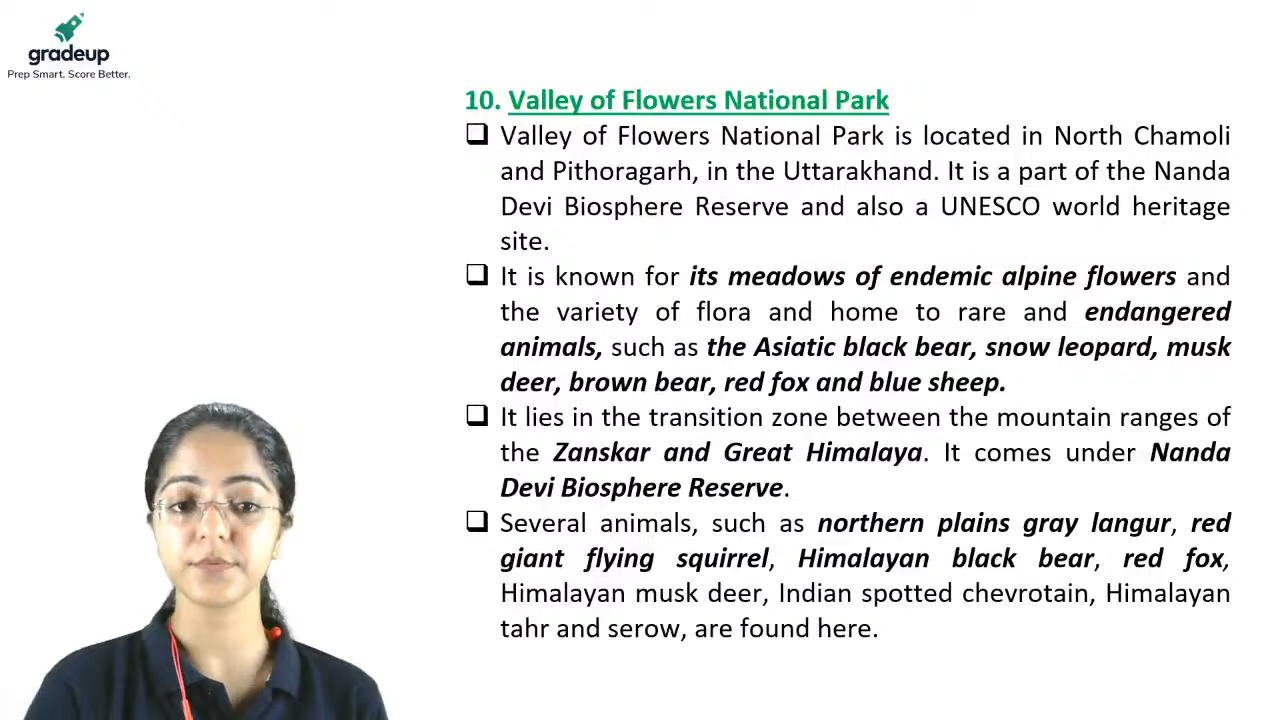 gradeup
Prep Smart. Score Better.
10. Valley of Flowers National Park
Valley of Flowers National Park is located in North Chamoli
and Pithoragarh, in the Uttarakhand. It is a part of the Nanda
Devi Biosphere Reserve and also a UNESCO world heritage
site.
It is known for its meadows of endemic alpine flowers and
the variety of flora and home to rare and endangered
animals, such as the Asiatic black bear, snow leopard, musk
deer, brown bear, red fox and blue sheep.
It lies in the transition zone between the mountain ranges of
the Zanskar and Great Himalaya. It comes under Nanda
Devi Biosphere Reserve.
Several animals, such as northern plains gray langur, red
giant flying squirrel, Himalayan black bear, red fox,
Himalayan musk deer, Indian spotted chevrotain, Himalayan
tahr and serow, are found here.